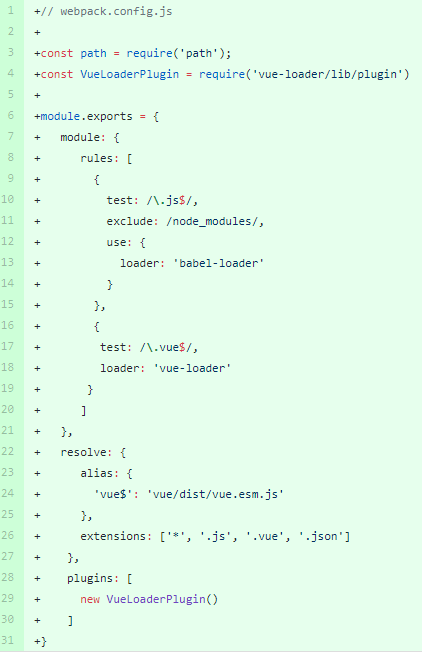 1 +// webpack.config.js
2 +
3 +const path = require('path');
4 +const VueLoaderPlugin = require('vue-loader/lib/plugin')
5 +
6 +module.exports = {
7 +   module: {
8 +      rules: [
9 +        {
10 +          test: /\.js$/,
11 +          exclude: /node_modules/,
12 +          use: {
13 +            loader: 'babel-loader'
14 +          }
15 +        },
16 +        {
17 +         test: /\.vue$/,
18 +         loader: 'vue-loader'
19 +       }
20 +      ]
21 +   },
22 +   resolve: {
23 +      alias: {
24 +        'vue$': 'vue/dist/vue.esm.js'
25 +      },
26 +      extensions: ['*', '.js', '.vue', '.json']
27 +    },
28 +    plugins: [
29 +      new VueLoaderPlugin()
30 +    ]
31 +}